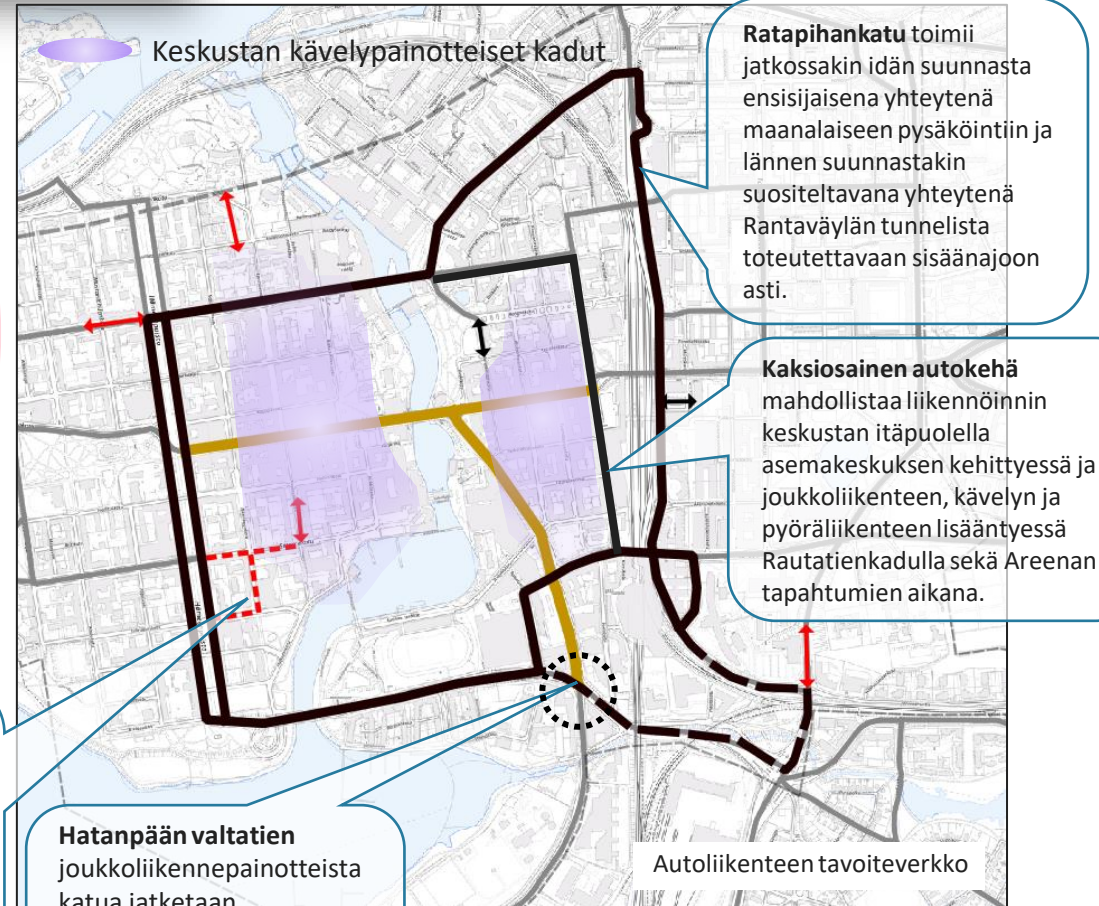 Keskustan kävelypainotteiset kadut
Ratapihankatu toimii
jatkossakin idän suunnasta
ensisijaisena yhteytenä
maanalaiseen pysäköintiin ja
lännen suunnastakin
suositeltavana yhteytenä
Rantaväylän tunnelista
toteutettavaan sisäänajoon
asti.
Kaksiosainen autokehä
mahdollistaa liikennöinnin
keskustan itäpuolella
asemakeskuksen kehittyessä ja
joukkoliikenteen, kävelyn ja
pyöräliikenteen lisääntyessä
Rautatienkadulla sekä Areenan
tapahtumien aikana.
Hatanpään valtatien
joukkoliikennepainotteista
katua jatketaan
Autoliikenteen tavoiteverkko